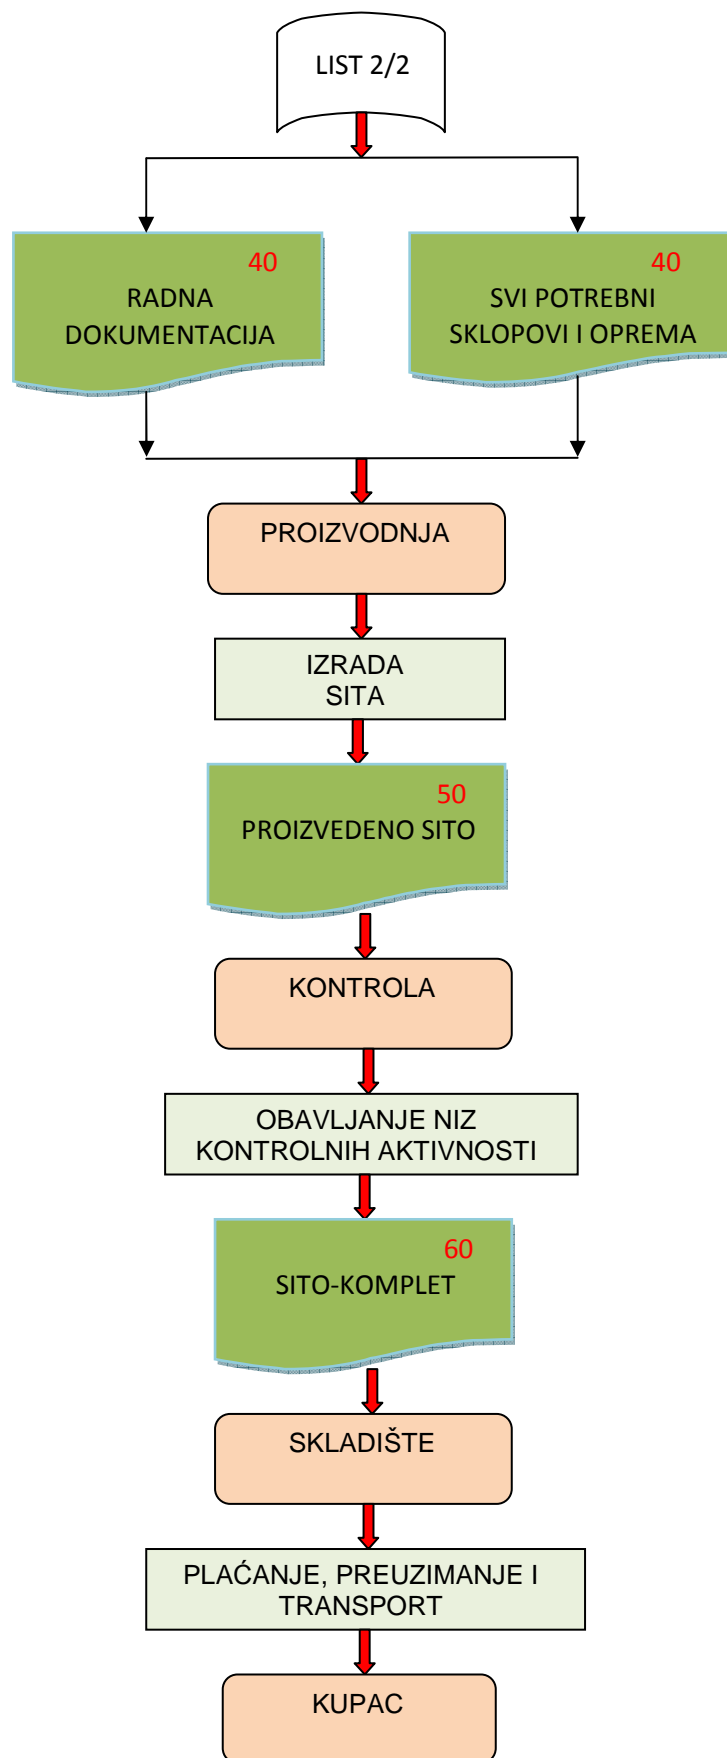 LIST 2/2
40
RADNA
DOKUMENTACIJA
40
SVI POTREBNI
SKLOPOVI I OPREMA
PROIZVODNJA
IZRADA
SITA
50
PROIZVEDENO SITO
KONTROLA
OBAVLJANJE NIZ
KONTROLNIH AKTIVNOSTI
60
SITO-KOMPLET
SKLADIŠTE
PLAĆANJE, PREUZIMANJE I
TRANSPORT
KUPAC